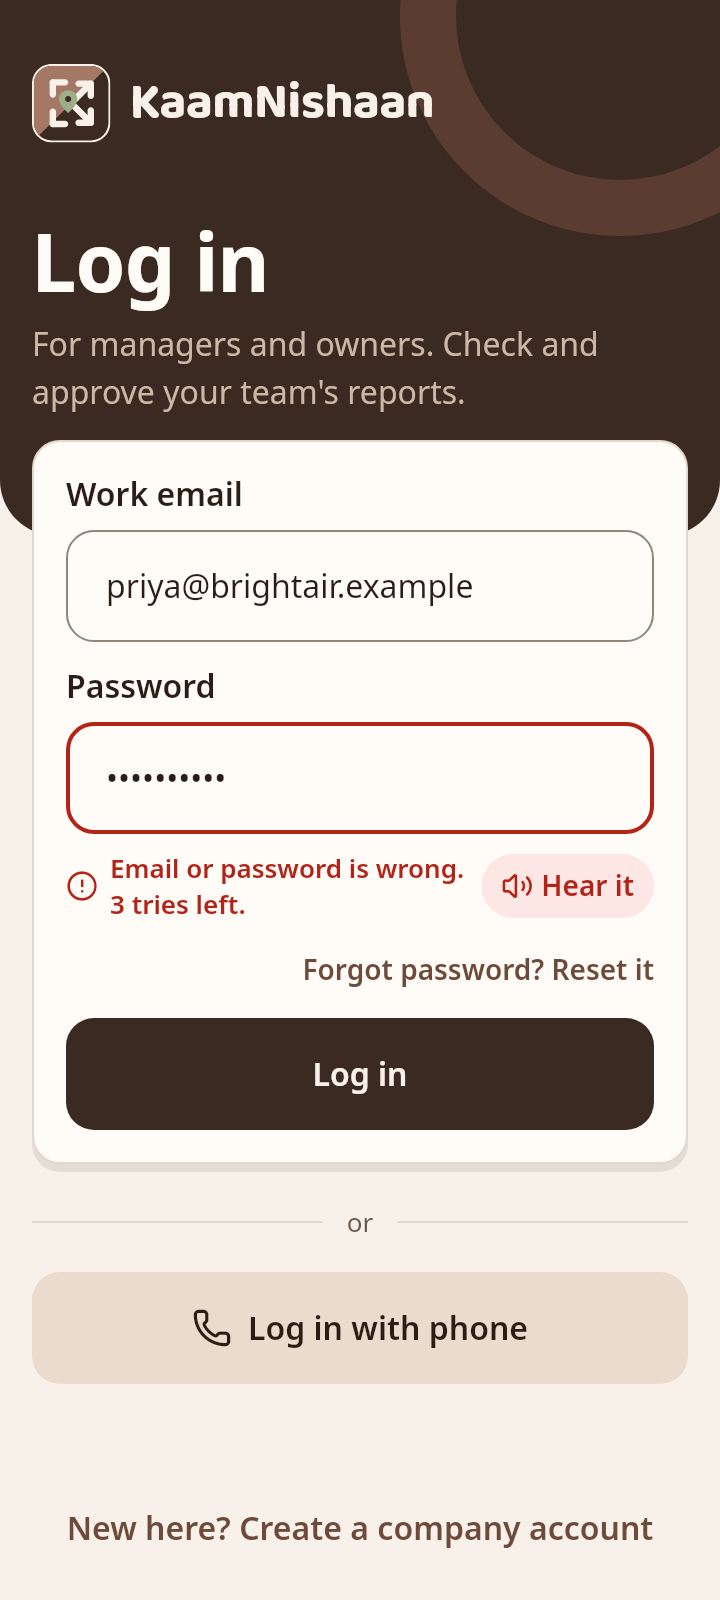 KaamNishaan
Log in
For managers and owners. Check and
approve your team's reports.
Work email
priya@brightair.example
Password
••••••••••
Email or password is wrong.
3 tries left.
Hear it
Forgot password? Reset it
Log in
or
Log in with phone
New here? Create a company account